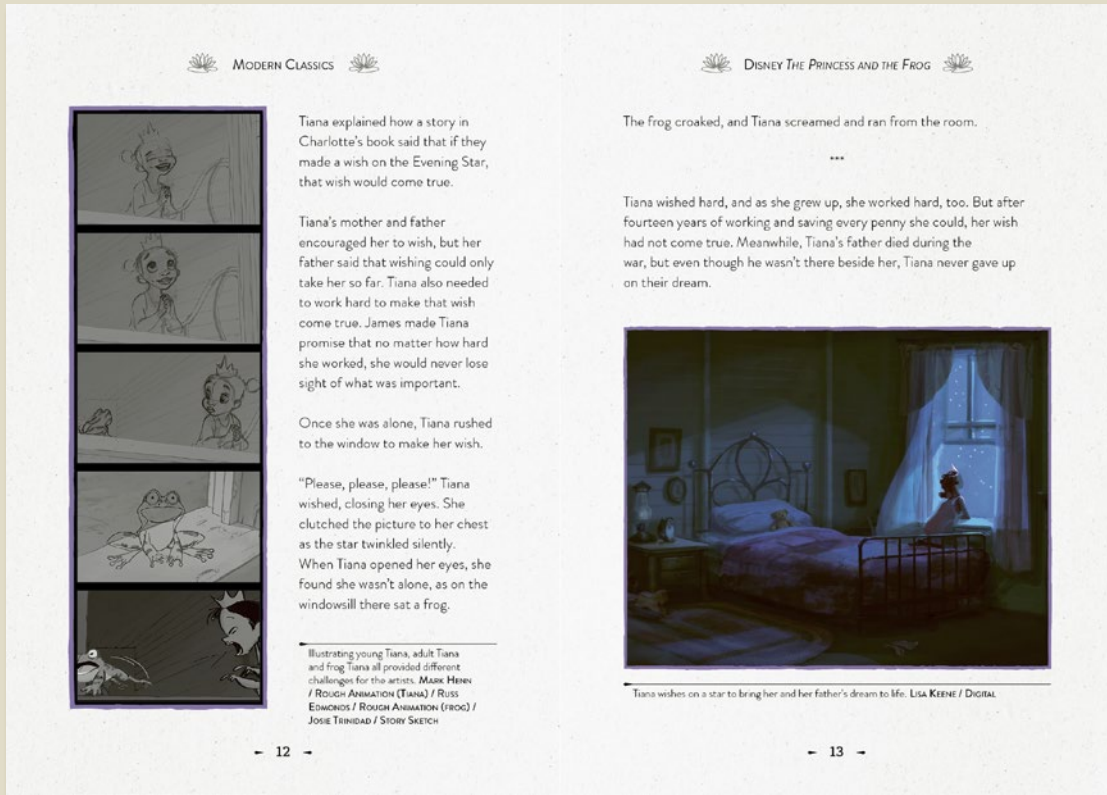 MODERN CLASSICS
Tiana explained how a story in
Charlotte's book said that if they
made a wish on the Evening Star,
that wish would come true.
Tiana's mother and father
encouraged her to wish, but her
father said that wishing could only
take her so far. Tiana also needed
to work hard to make that wish
come true. James made Tiana
promise that no matter how hard
she worked, she would never lose
sight of what was important.
Once she was alone, Tiana rushed
to the window to make her wish.
“Please, please, please!” Tiana
wished, closing her eyes. She
clutched the picture to her chest
as the star twinkled silently.
When Tiana opened her eyes, she
found she wasn't alone, as on the
windowsill there sat a frog.
Illustrating young Tiana, adult Tiana
and frog Tiana all provided different
challenges for the artists. MARK HENN
/ ROUGH ANIMATION (TIANA) / RUSS
EDMONDS / ROUGH ANIMATION (FROG) /
JOSIE TRINIDAD / STORY SKETCH
12
DISNEY THE PRINCESS AND THE FROG
The frog croaked, and Tiana screamed and ran from the room.
***
Tiana wished hard, and as she grew up, she worked hard, too. But after
fourteen years of working and saving every penny she could, her wish
had not come true. Meanwhile, Tiana's father died during the
war, but even though he wasn't there beside her, Tiana never gave up
on their dream.
Tiana wishes on a star to bring her and her father's dream to life. LISA KEENE / DIGITAL
13